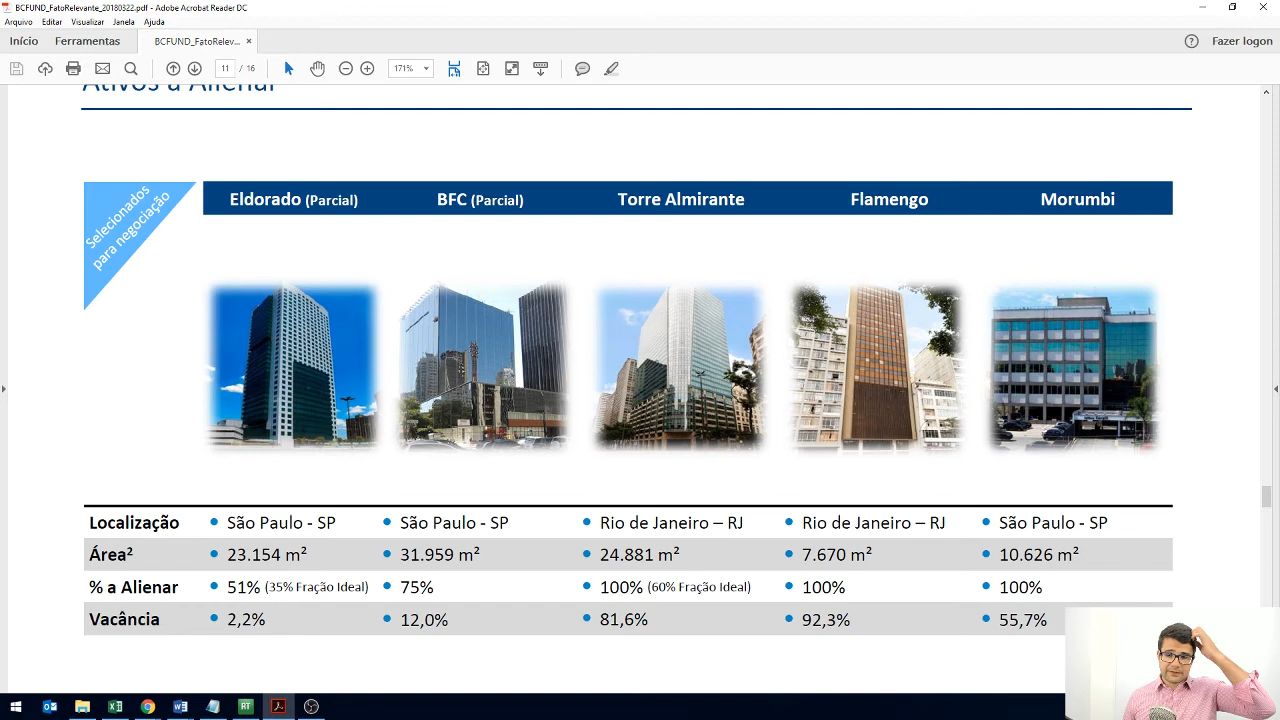 BCFUND_FatoRelevante_20180322.pdf - Adobe Acrobat Reader DC
Arquivo Editar Visualizar Janela Ajuda
Início Ferramentas BCFUND_FatoRelev... × Fazer logon
11 / 16 171%
Ativos a Alienar
Selecionados
para negociação
Eldorado (Parcial) BFC (Parcial) Torre Almirante Flamengo Morumbi
Localização • São Paulo - SP • São Paulo - SP • Rio de Janeiro – RJ • Rio de Janeiro – RJ • São Paulo - SP
Área² • 23.154 m² • 31.959 m² • 24.881 m² • 7.670 m² • 10.626 m²
% a Alienar • 51% (35% Fração Ideal) • 75% • 100% (60% Fração Ideal) • 100% • 100%
Vacância • 2,2% • 12,0% • 81,6% • 92,3% • 55,7%
RT